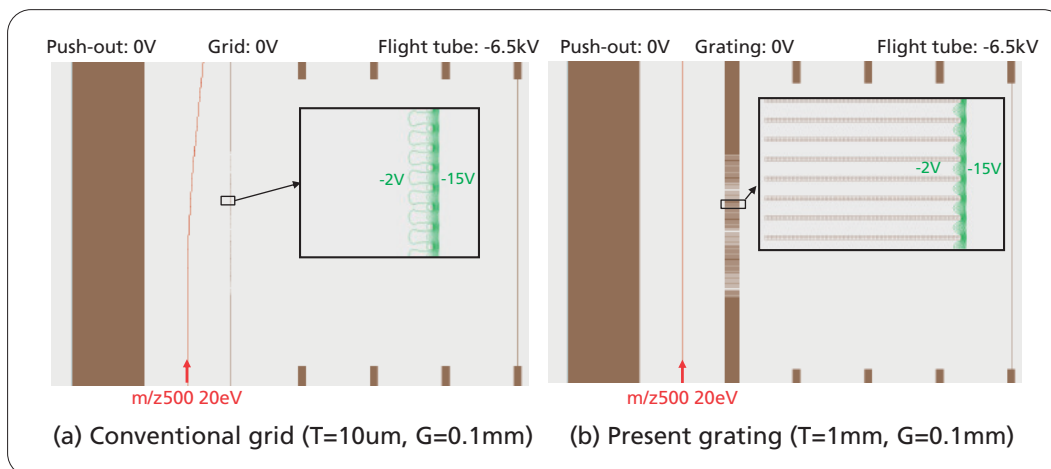 Push-out: 0V Grid: 0V Flight tube: -6.5kV
-2V -15V
m/z500 20eV
(a) Conventional grid (T=10um, G=0.1mm)
Push-out: 0V Grating: 0V Flight tube: -6.5kV
-2V -15V
m/z500 20eV
(b) Present grating (T=1mm, G=0.1mm)